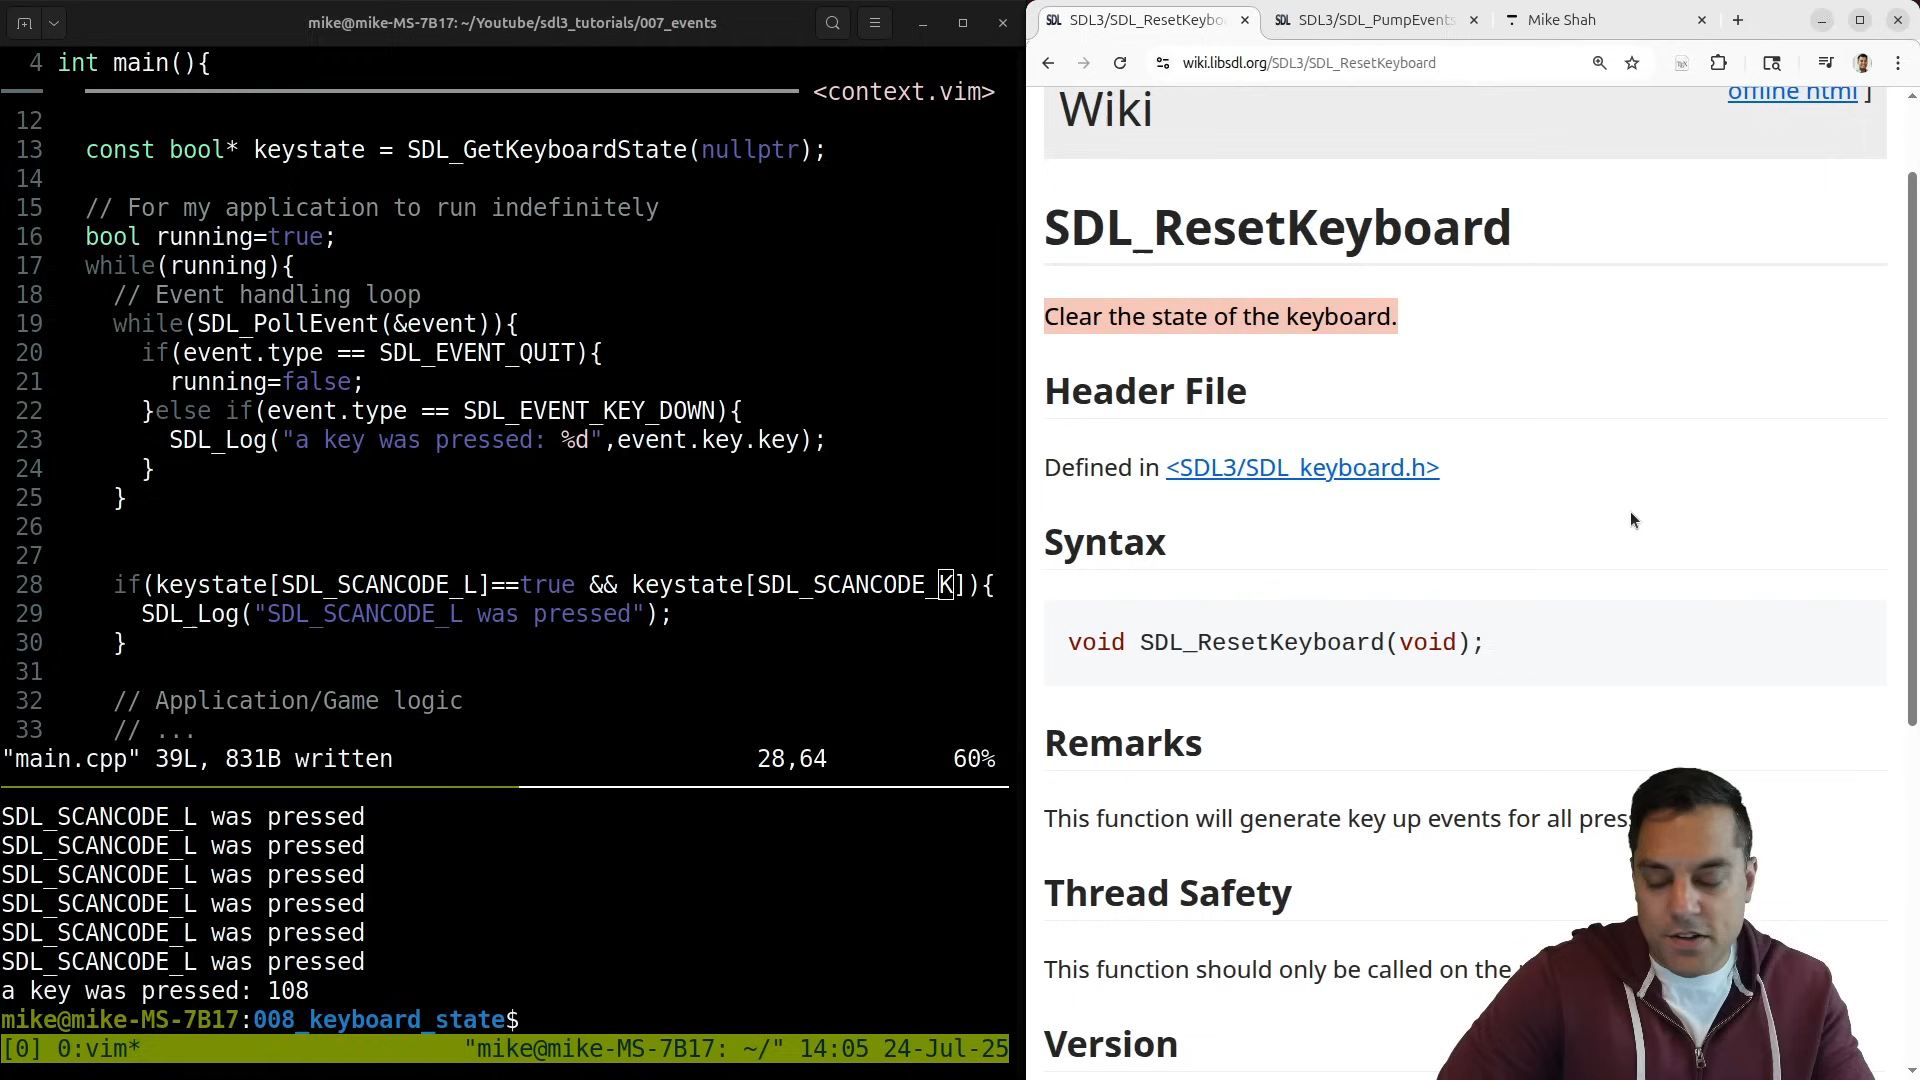 mike@mike-MS-7B17: ~/Youtube/sdl3_tutorials/007_events
4 int main(){
<context.vim>
12
13 const bool* keystate = SDL_GetKeyboardState(nullptr);
14
15 // For my application to run indefinitely
16 bool running=true;
17 while(running){
18 // Event handling loop
19 while(SDL_PollEvent(&event)){
20 if(event.type == SDL_EVENT_QUIT){
21 running=false;
22 }else if(event.type == SDL_EVENT_KEY_DOWN){
23 SDL_Log("a key was pressed: %d",event.key.key);
24 }
25 }
26
27
28 if(keystate[SDL_SCANCODE_L]==true && keystate[SDL_SCANCODE_K]){
29 SDL_Log("SDL_SCANCODE_L was pressed");
30 }
31
32 // Application/Game logic
33 // ...
"main.cpp" 39L, 831B written 28,64 60%
SDL_SCANCODE_L was pressed
SDL_SCANCODE_L was pressed
SDL_SCANCODE_L was pressed
SDL_SCANCODE_L was pressed
SDL_SCANCODE_L was pressed
SDL_SCANCODE_L was pressed
a key was pressed: 108
mike@mike-MS-7B17:008_keyboard_state$
[0] 0:vim* "mike@mike-MS-7B17: ~/" 14:05 24-Jul-25
SDL SDL3/SDL_ResetKeybo SDL SDL3/SDL_PumpEvents Mike Shah
wiki.libsdl.org/SDL3/SDL_ResetKeyboard
offline html ]
Wiki
SDL_ResetKeyboard
Clear the state of the keyboard.
Header File
Defined in <SDL3/SDL_keyboard.h>
Syntax
void SDL_ResetKeyboard(void);
Remarks
This function will generate key up events for all
Thread Safety
This function should only be called on the
Version